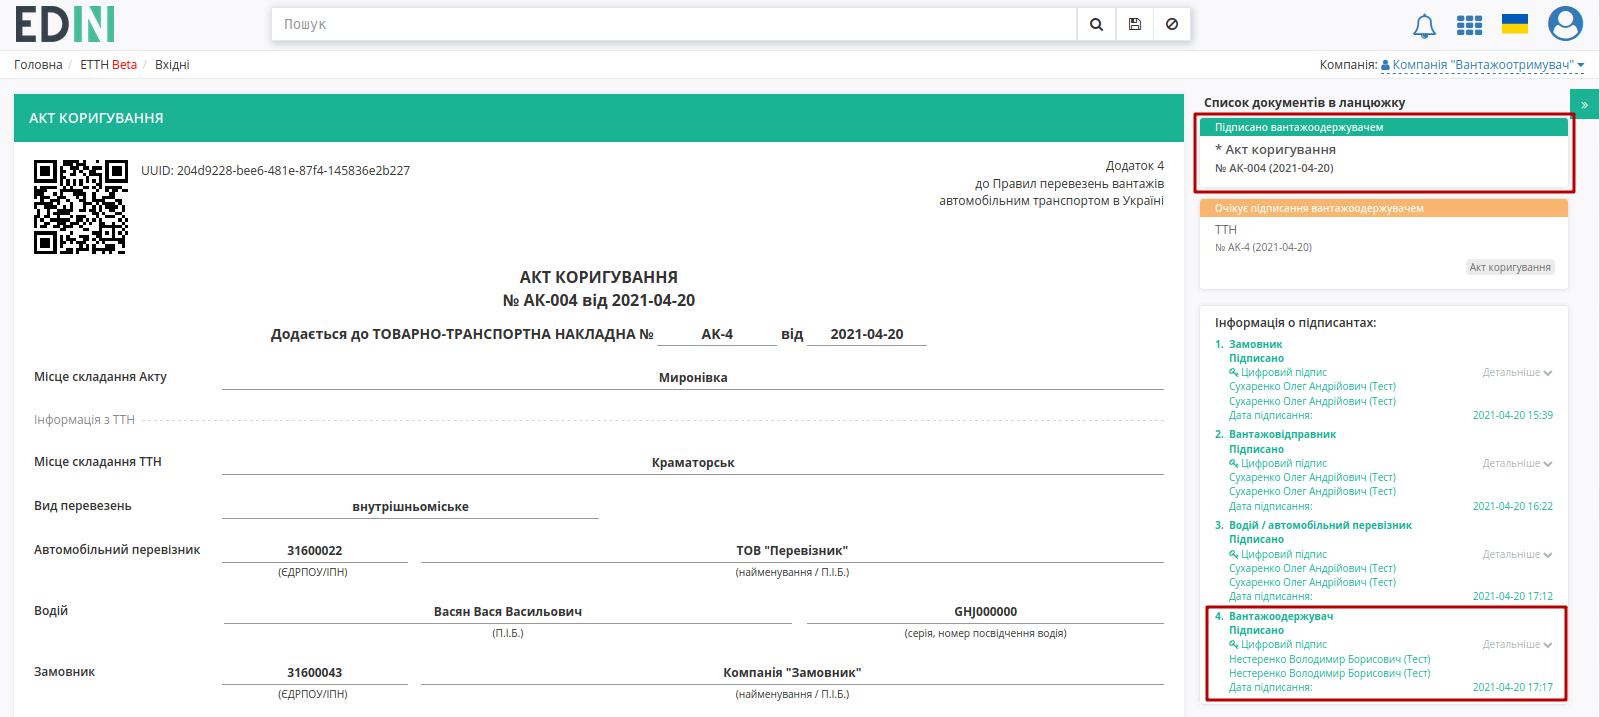 EDIN
Пошук
Головна / ЕТТН Beta / Вхідні
Компанія: Компанія "Вантажоотримувач"
АКТ КОРИГУВАННЯ
UUID: 204d9228-bee6-481e-87f4-145836e2b227
Додаток 4
до Правил перевезень вантажів
автомобільним транспортом в Україні
АКТ КОРИГУВАННЯ
№ АК-004 від 2021-04-20
Додається до ТОВАРНО-ТРАНСПОРТНА НАКЛАДНА № АК-4 від 2021-04-20
Місце складання Акту Миронівка
Інформація з ТТН
Місце складання ТТН Краматорськ
Вид перевезень внутрішньоміське
Автомобільний перевізник 31600022 ТОВ "Перевізник"
(ЄДРПОУ/ІПН) (найменування / П.І.Б.)
Водій Васян Вася Васильович GHJ000000
(П.І.Б.) (серія, номер посвідчення водія)
Замовник 31600043 Компанія "Замовник"
(ЄДРПОУ/ІПН) (найменування / П.І.Б.)
Список документів в ланцюжку
»
Підписано вантажоодержувачем
* Акт коригування
№ АК-004 (2021-04-20)
Очікує підписання вантажоодержувачем
ТТН
№ АК-4 (2021-04-20)
Акт коригування
Інформація о підписантах:
1. Замовник
Підписано
Цифровий підпис Детальніше
Сухаренко Олег Андрійович (Тест)
Сухаренко Олег Андрійович (Тест)
Дата підписання: 2021-04-20 15:39
2. Вантажовідправник
Підписано
Цифровий підпис Детальніше
Сухаренко Олег Андрійович (Тест)
Сухаренко Олег Андрійович (Тест)
Дата підписання: 2021-04-20 16:22
3. Водій / автомобільний перевізник
Підписано
Цифровий підпис Детальніше
Сухаренко Олег Андрійович (Тест)
Сухаренко Олег Андрійович (Тест)
Дата підписання: 2021-04-20 17:12
4. Вантажоодержувач
Підписано
Цифровий підпис Детальніше
Нестеренко Володимир Борисович (Тест)
Нестеренко Володимир Борисович (Тест)
Дата підписання: 2021-04-20 17:17